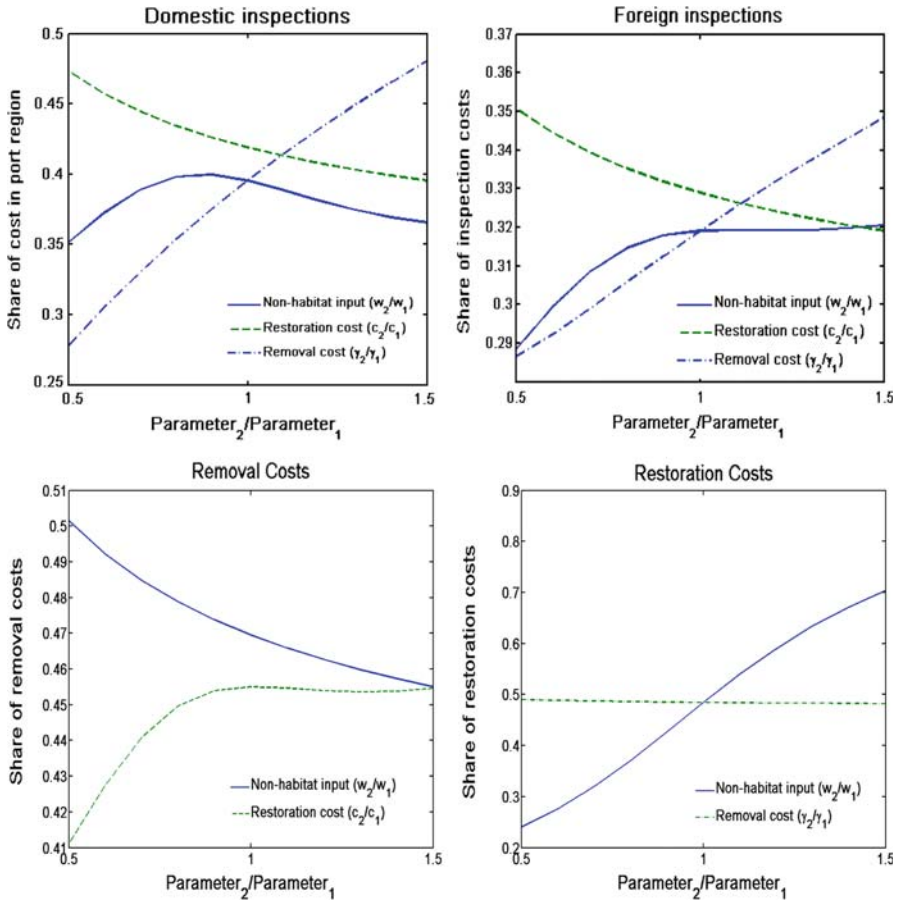 Domestic inspections
0.5
0.45
0.4
0.35
0.3
0.25
Share of cost in port region
Non-habitat input (w2/w1)
Restoration cost (c2/c1)
Removal cost (γ2/γ1)
0.5 1 1.5
Parameter2/Parameter1
Foreign inspections
0.37
0.36
0.35
0.34
0.33
0.32
0.31
0.3
0.29
Share of inspection costs
Non-habitat input (w2/w1)
Restoration cost (c2/c1)
Removal cost (γ2/γ1)
0.5 1 1.5
Parameter2/Parameter1
Removal Costs
0.51
0.5
0.49
0.48
0.47
0.46
0.45
0.44
0.43
0.42
0.41
Share of removal costs
Non-habitat input (w2/w1)
Restoration cost (c2/c1)
0.5 1 1.5
Parameter2/Parameter1
Restoration Costs
0.9
0.8
0.7
0.6
0.5
0.4
0.3
0.2
Share of restoration costs
Non-habitat input (w2/w1)
Removal cost (γ2/γ1)
0.5 1 1.5
Parameter2/Parameter1